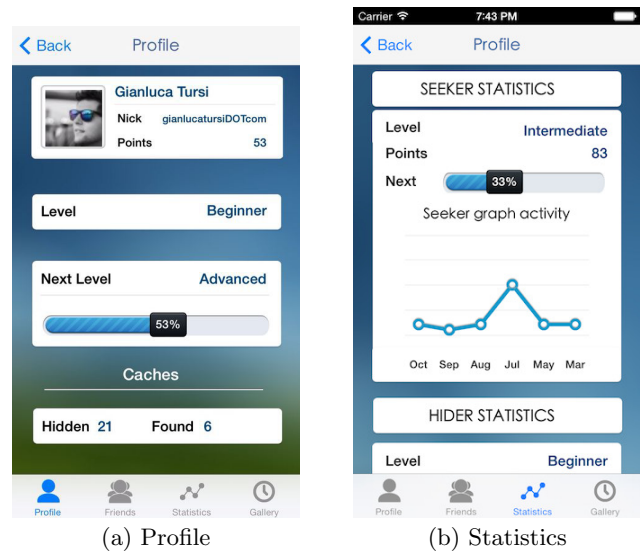 Back Profile
Gianluca Tursi
Nick gianlucatursiDOTcom
Points 53
Level Beginner
Next Level Advanced
53%
Caches
Hidden 21 Found 6
Profile Friends Statistics Gallery
(a) Profile
Carrier 7:43 PM
Back Profile
SEEKER STATISTICS
Level Intermediate
Points 83
Next 33%
Seeker graph activity
Oct Sep Aug Jul May Mar
HIDER STATISTICS
Level Beginner
Profile Friends Statistics Gallery
(b) Statistics